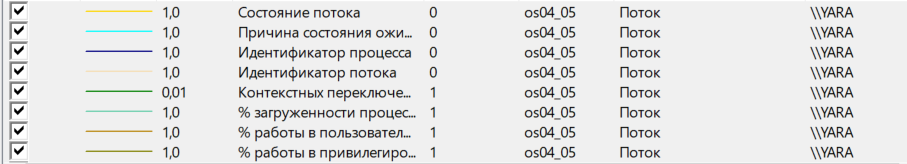 1,0 Состояние потока 0 os04_05 Поток \\YARA
1,0 Причина состояния ожи... 0 os04_05 Поток \\YARA
1,0 Идентификатор процесса 0 os04_05 Поток \\YARA
1,0 Идентификатор потока 0 os04_05 Поток \\YARA
0,01 Контекстных переключе... 1 os04_05 Поток \\YARA
1,0 % загруженности процес... 1 os04_05 Поток \\YARA
1,0 % работы в пользовател... 1 os04_05 Поток \\YARA
1,0 % работы в привилегиро... 1 os04_05 Поток \\YARA